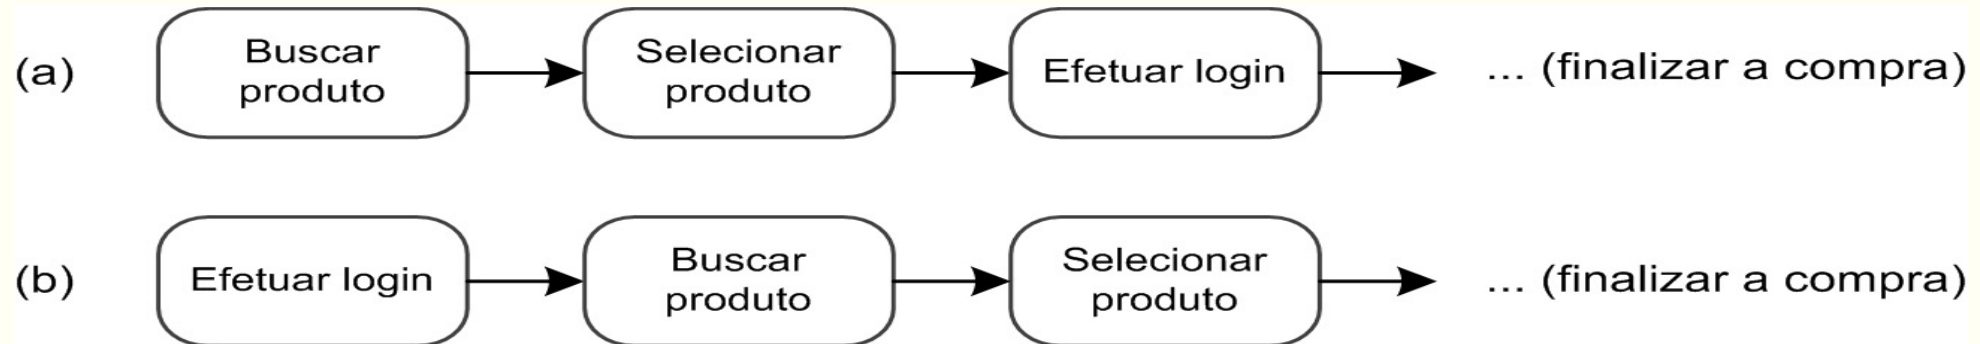 (a)
Buscar
produto
Selecionar
produto
Efetuar login
... (finalizar a compra)
(b)
Efetuar login
Buscar
produto
Selecionar
produto
... (finalizar a compra)